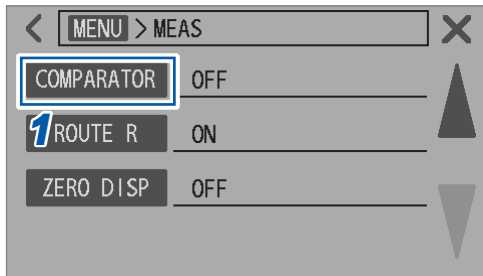 MENU > MEAS
COMPARATOR OFF
1
ROUTE R ON
ZERO DISP OFF